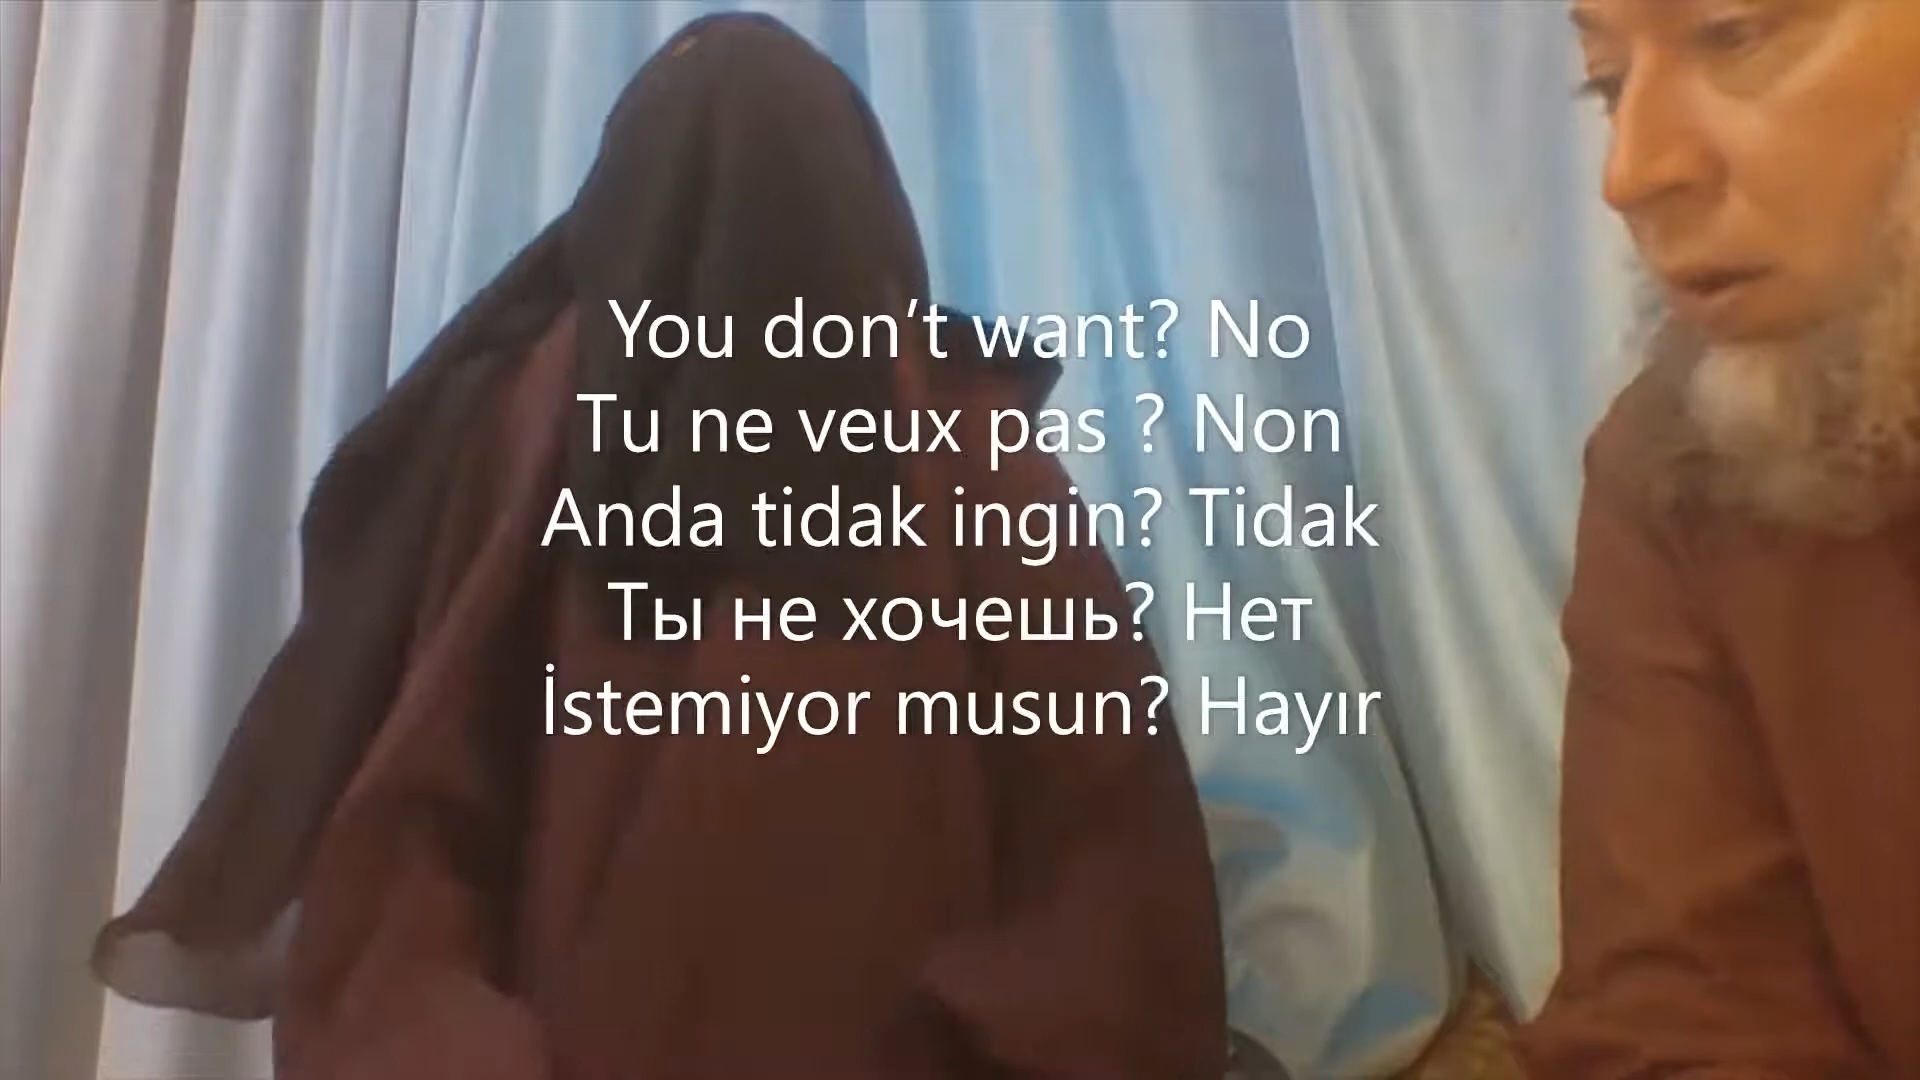 You don’t want? No
Tu ne veux pas ? Non
Anda tidak ingin? Tidak
Ты не хочешь? Нет
İstemiyor musun? Hayır